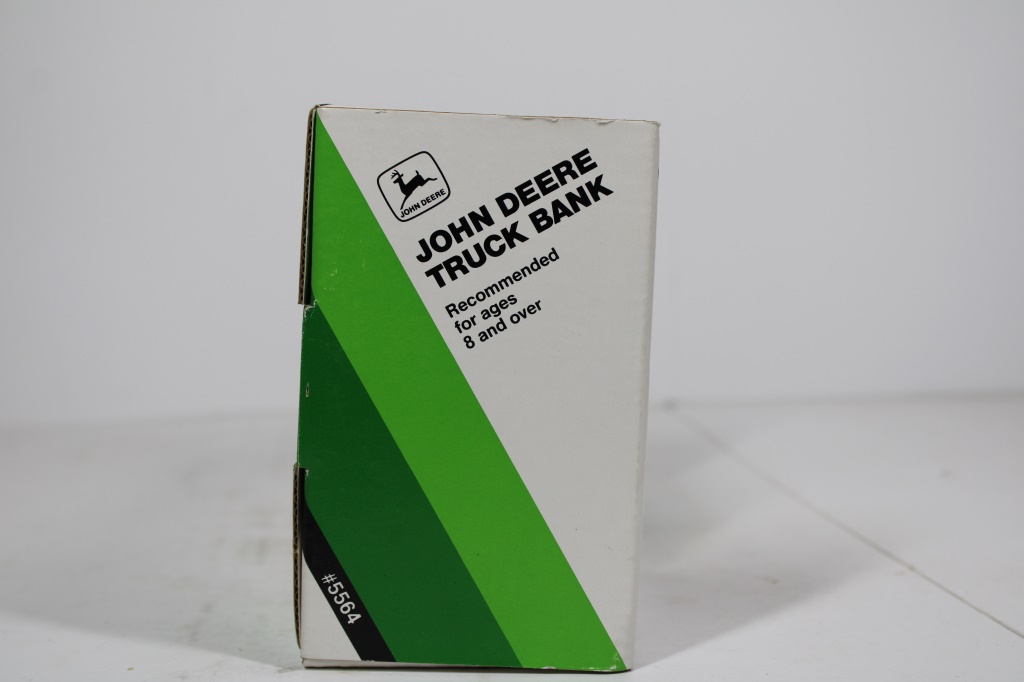 JOHN DEERE
JOHN DEERE
TRUCK BANK
Recommended
for ages
8 and over
#5564